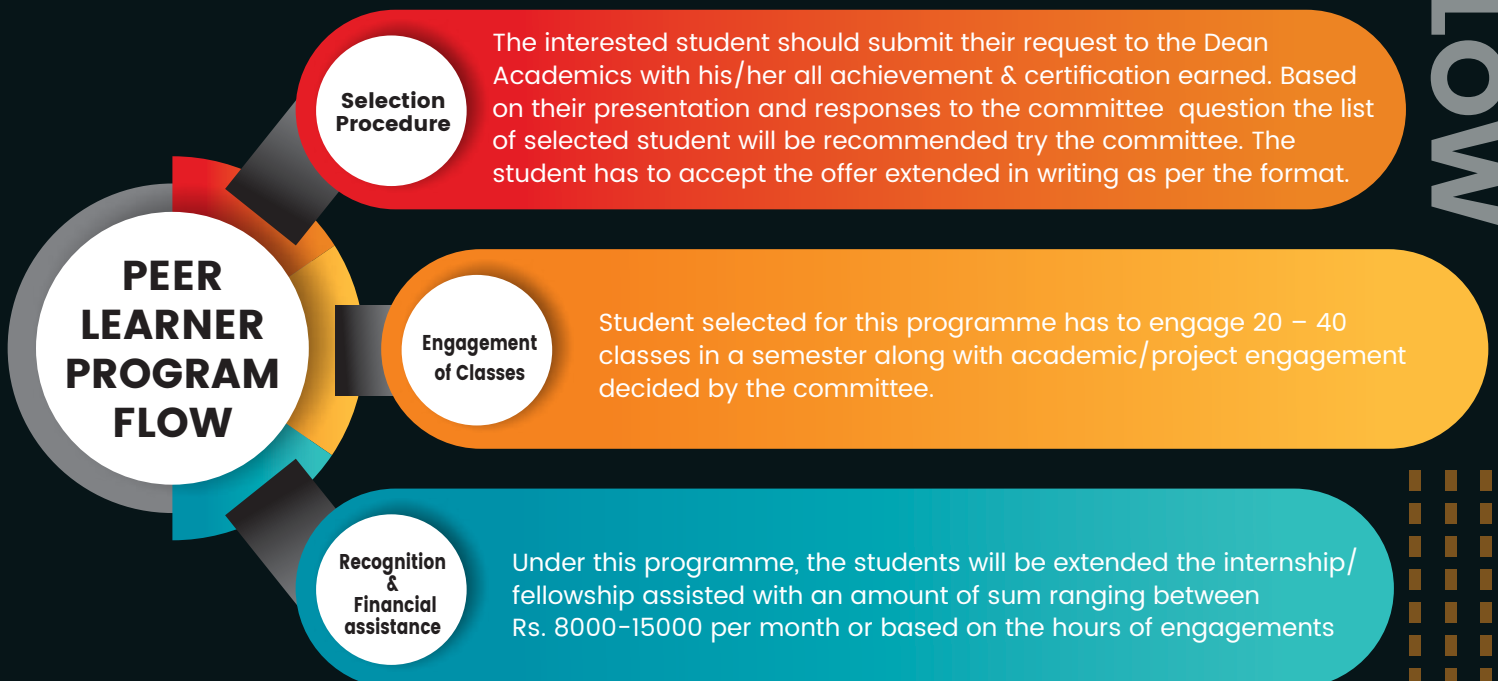 Selection
Procedure
The interested student should submit their request to the Dean
Academics with his/her all achievement & certification earned. Based
on their presentation and responses to the committee question the list
of selected student will be recommended try the committee. The
student has to accept the offer extended in writing as per the format.
PEER
LEARNER
PROGRAM
FLOW
Engagement
of Classes
Student selected for this programme has to engage 20 – 40
classes in a semester along with academic/project engagement
decided by the committee.
Recognition
&
Financial
assistance
Under this programme, the students will be extended the internship/
fellowship assisted with an amount of sum ranging between
Rs. 8000-15000 per month or based on the hours of engagements
LOW